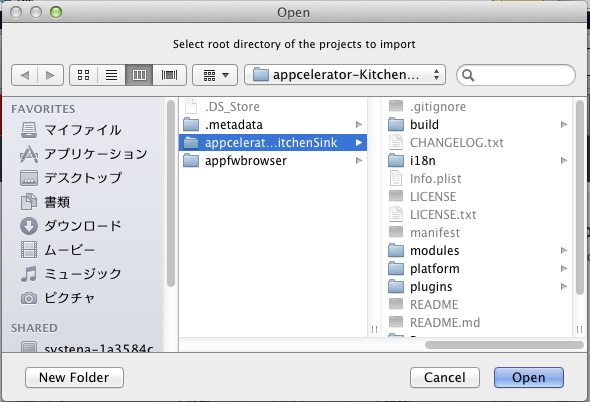 Open
Select root directory of the projects to import
appcelerator-Kitchen...
FAVORITES
マイファイル
アプリケーション
デスクトップ
書類
ダウンロード
ムービー
ミュージック
ピクチャ
SHARED
systena-1a3584c
.DS_Store
.metadata
appcelerat...itchenSink
appfwbrowser
.gitignore
build
CHANGELOG.txt
i18n
Info.plist
LICENSE
LICENSE.txt
manifest
modules
platform
plugins
README
README.md
New Folder
Cancel
Open